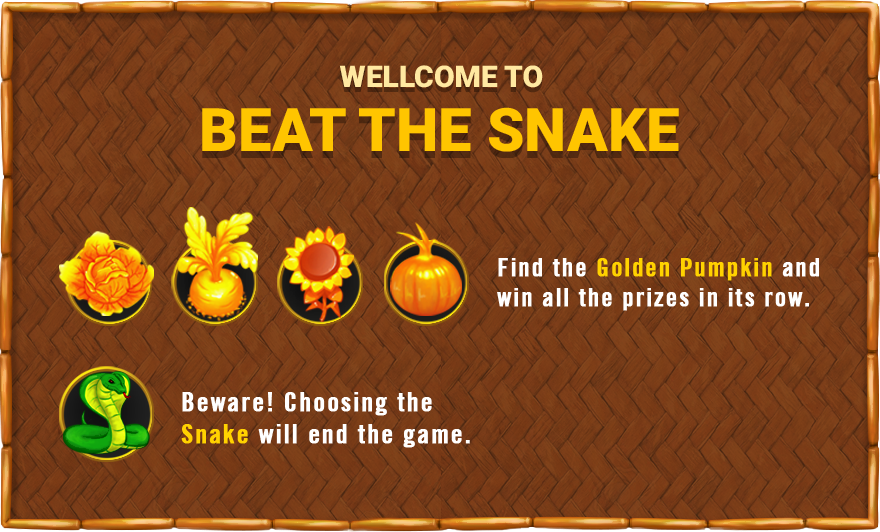 WELLCOME TO
BEAT THE SNAKE
Find the Golden Pumpkin and
win all the prizes in its row.
Beware! Choosing the
Snake will end the game.